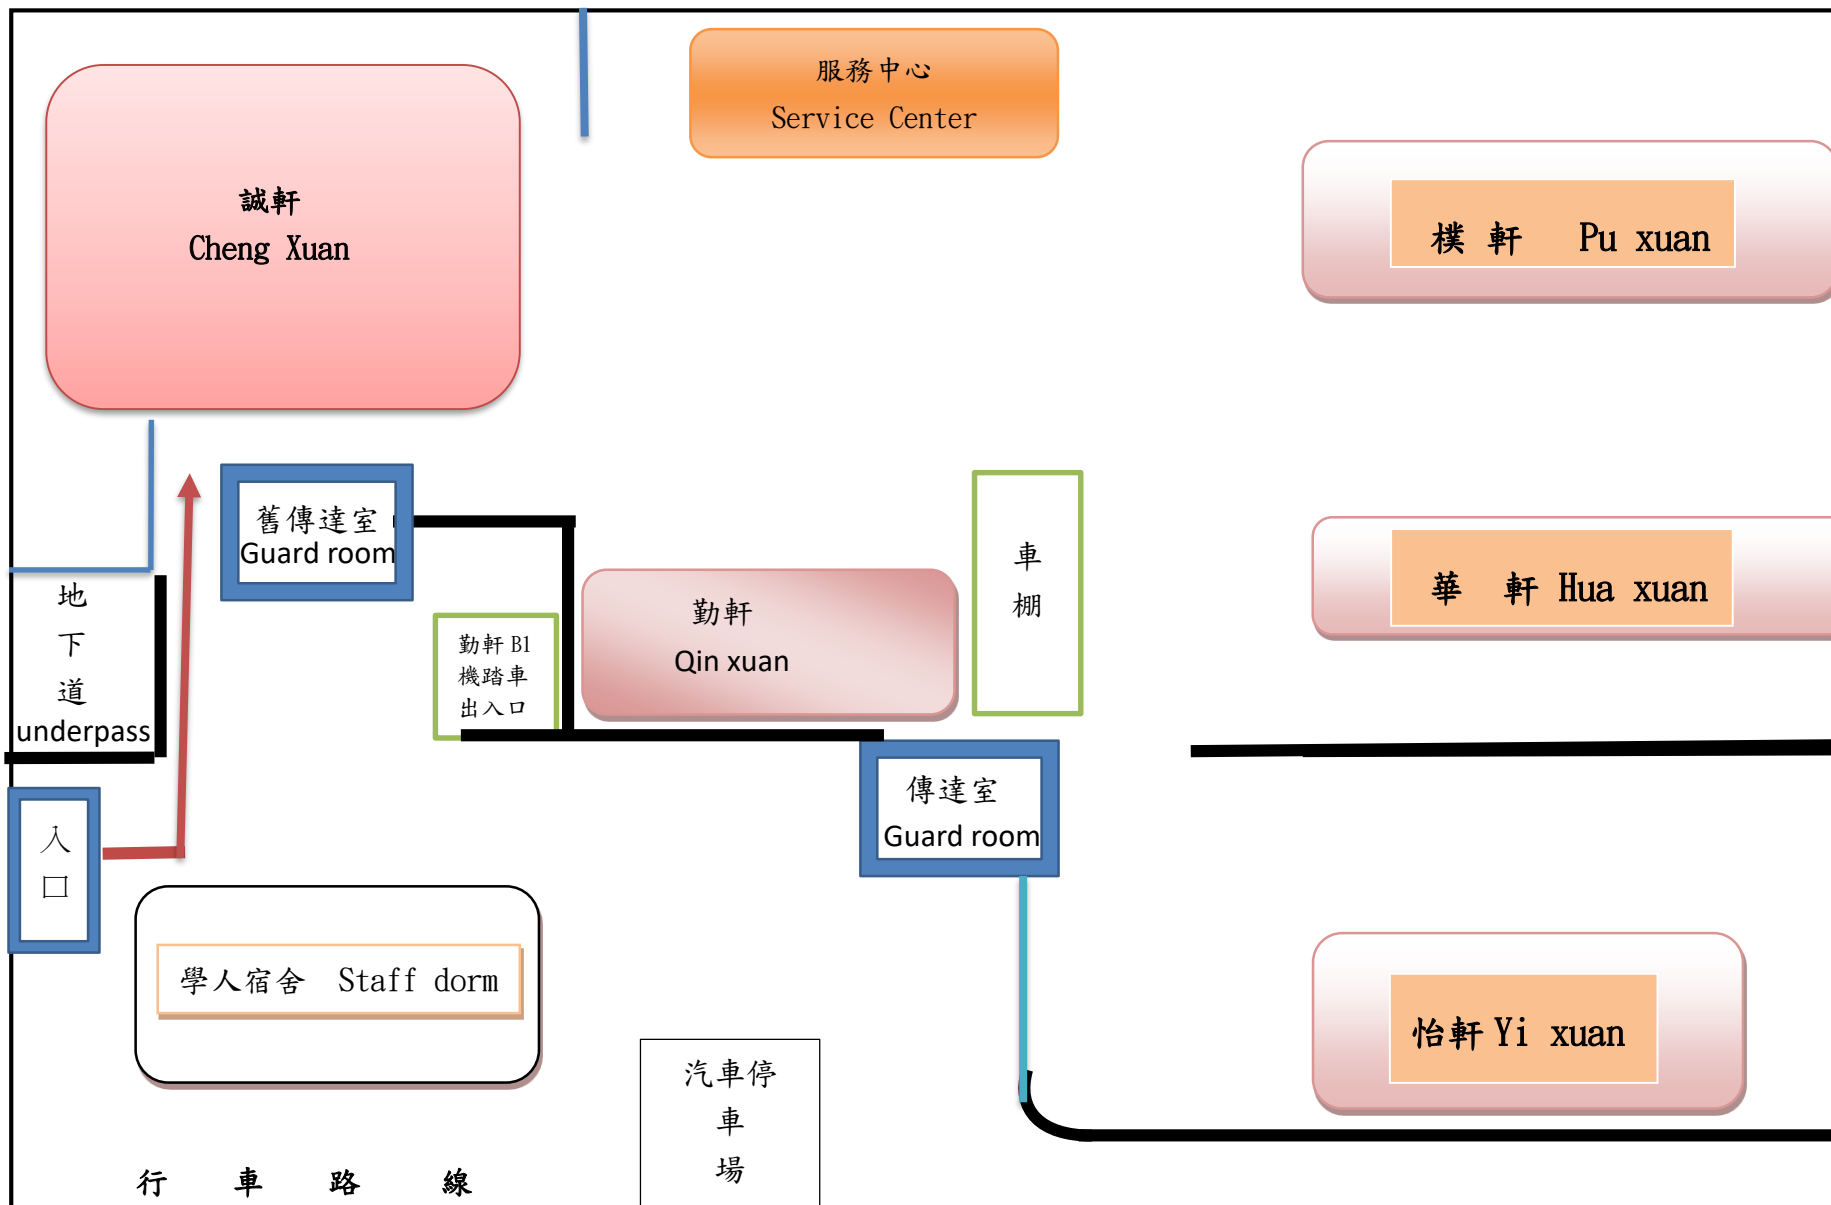 服務中心
Service Center
誠軒
Cheng Xuan
樸 軒 Pu xuan
舊傳達室
Guard room
車
棚
華 軒 Hua xuan
地
下
道
underpass
勤軒 B1
機踏車
出入口
勤軒
Qin xuan
傳達室
Guard room
入
口
學人宿舍 Staff dorm
怡軒 Yi xuan
汽車停
車
場
行 車 路 線